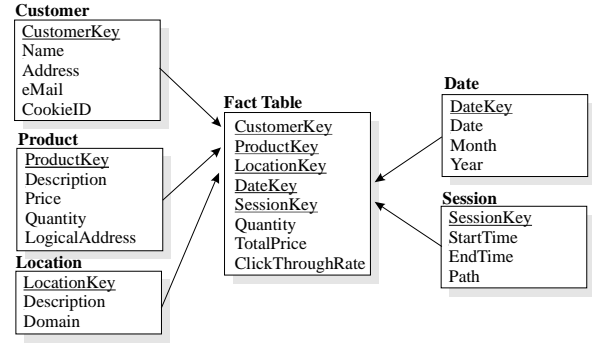 Customer
CustomerKey
Name
Address
eMail
CookieID
Product
ProductKey
Description
Price
Quantity
LogicalAddress
Location
LocationKey
Description
Domain
Fact Table
CustomerKey
ProductKey
LocationKey
DateKey
SessionKey
Quantity
TotalPrice
ClickThroughRate
Date
DateKey
Date
Month
Year
Session
SessionKey
StartTime
EndTime
Path